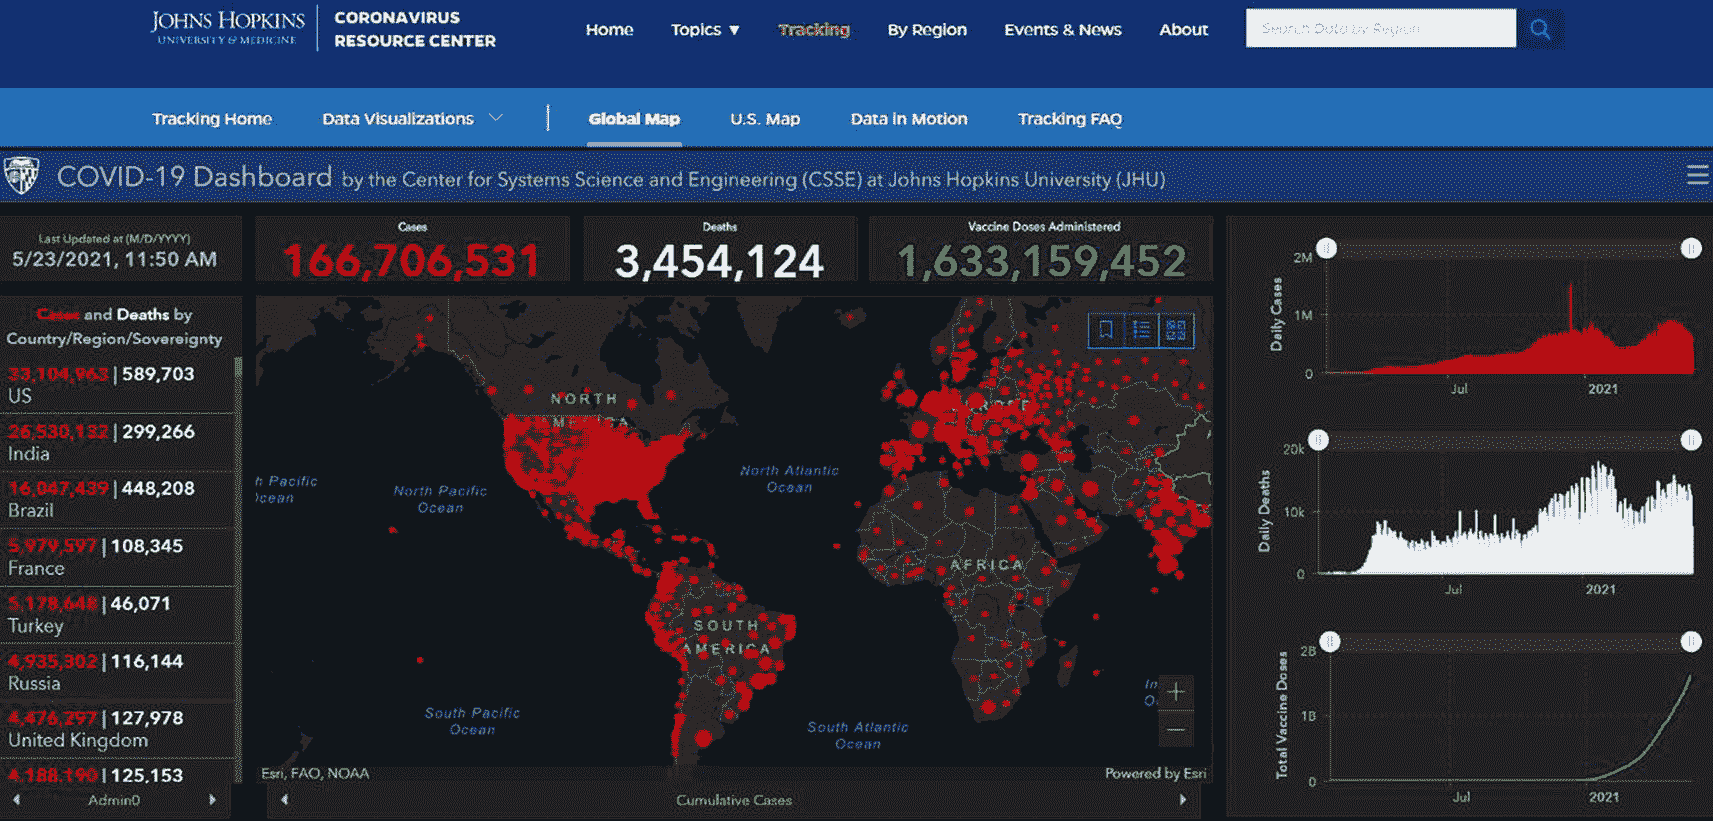 JOHNS HOPKINS
UNIVERSITY & MEDICINE
CORONAVIRUS
RESOURCE CENTER
Home
Topics ▼
Tracking
By Region
Events & News
About
Search Data by Region
Tracking Home
Data Visualizations
Global Map
U.S. Map
Data in Motion
Tracking FAQ
COVID-19 Dashboard by the Center for Systems Science and Engineering (CSSE) at Johns Hopkins University (JHU)
Last Updated at (M/D/YYYY)
5/23/2021, 11:50 AM
Cases
166,706,531
Deaths
3,454,124
Vaccine Doses Administered
1,633,159,452
Cases and Deaths by
Country/Region/Sovereignty
33,104,963 | 589,703
US
26,530,132 | 299,266
India
16,047,439 | 448,208
Brazil
5,979,597 | 108,345
France
5,178,648 | 46,071
Turkey
4,935,302 | 116,144
Russia
4,476,297 | 127,978
United Kingdom
4,188,190 | 125,153
Admin0
NORTH
AMERICA
EUROPE
h Pacific
Ocean
North Pacific
Ocean
North Atlantic
Ocean
AFRICA
SOUTH
AMERICA
South Pacific
Ocean
South Atlantic
Ocean
In
O
+
−
Esri, FAO, NOAA
Powered by Esri
Cumulative Cases
Daily Cases
2M
1M
0
Jul
2021
Daily Deaths
20k
10k
0
Jul
2021
Total Vaccine Doses
2B
1B
0
Jul
2021